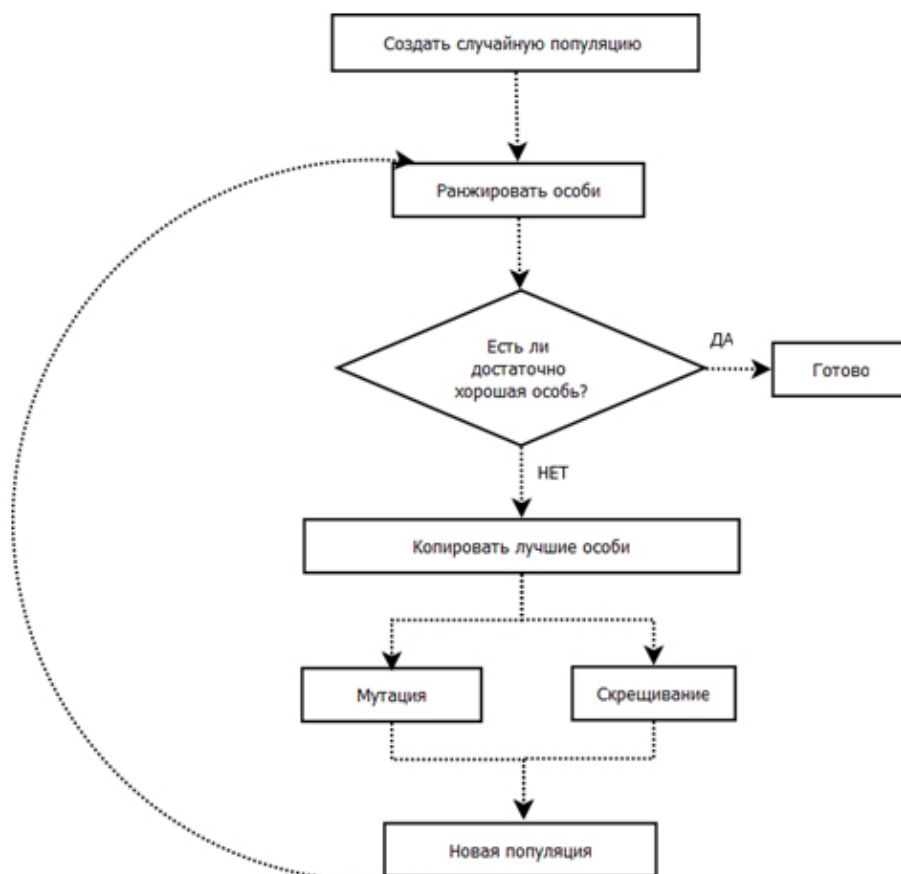 Создать случайную популяцию
Ранжировать особи
Есть ли
достаточно
хорошая особь?
ДА
Готово
НЕТ
Копировать лучшие особи
Мутация
Скрещивание
Новая популяция